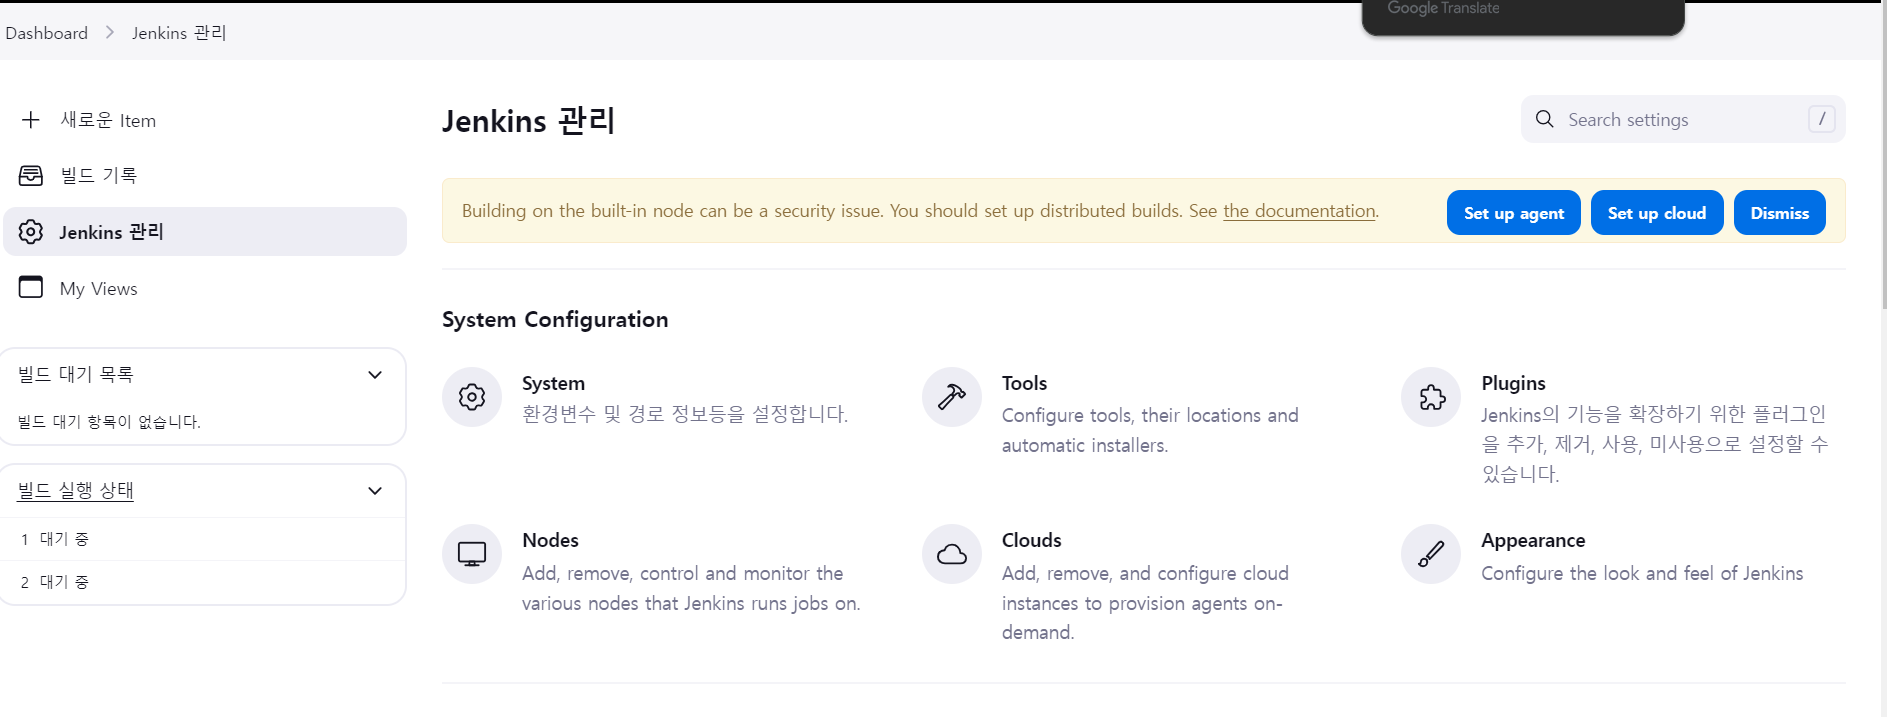 Google Translate
Dashboard > Jenkins 관리
새로운 Item
빌드 기록
Jenkins 관리
My Views
빌드 대기 목록
빌드 대기 항목이 없습니다.
빌드 실행 상태
1 대기 중
2 대기 중
Jenkins 관리
Search settings /
Building on the built-in node can be a security issue. You should set up distributed builds. See the documentation.
Set up agent
Set up cloud
Dismiss
System Configuration
System
환경변수 및 경로 정보등을 설정합니다.
Tools
Configure tools, their locations and
automatic installers.
Plugins
Jenkins의 기능을 확장하기 위한 플러그인
을 추가, 제거, 사용, 미사용으로 설정할 수
있습니다.
Nodes
Add, remove, control and monitor the
various nodes that Jenkins runs jobs on.
Clouds
Add, remove, and configure cloud
instances to provision agents on-
demand.
Appearance
Configure the look and feel of Jenkins